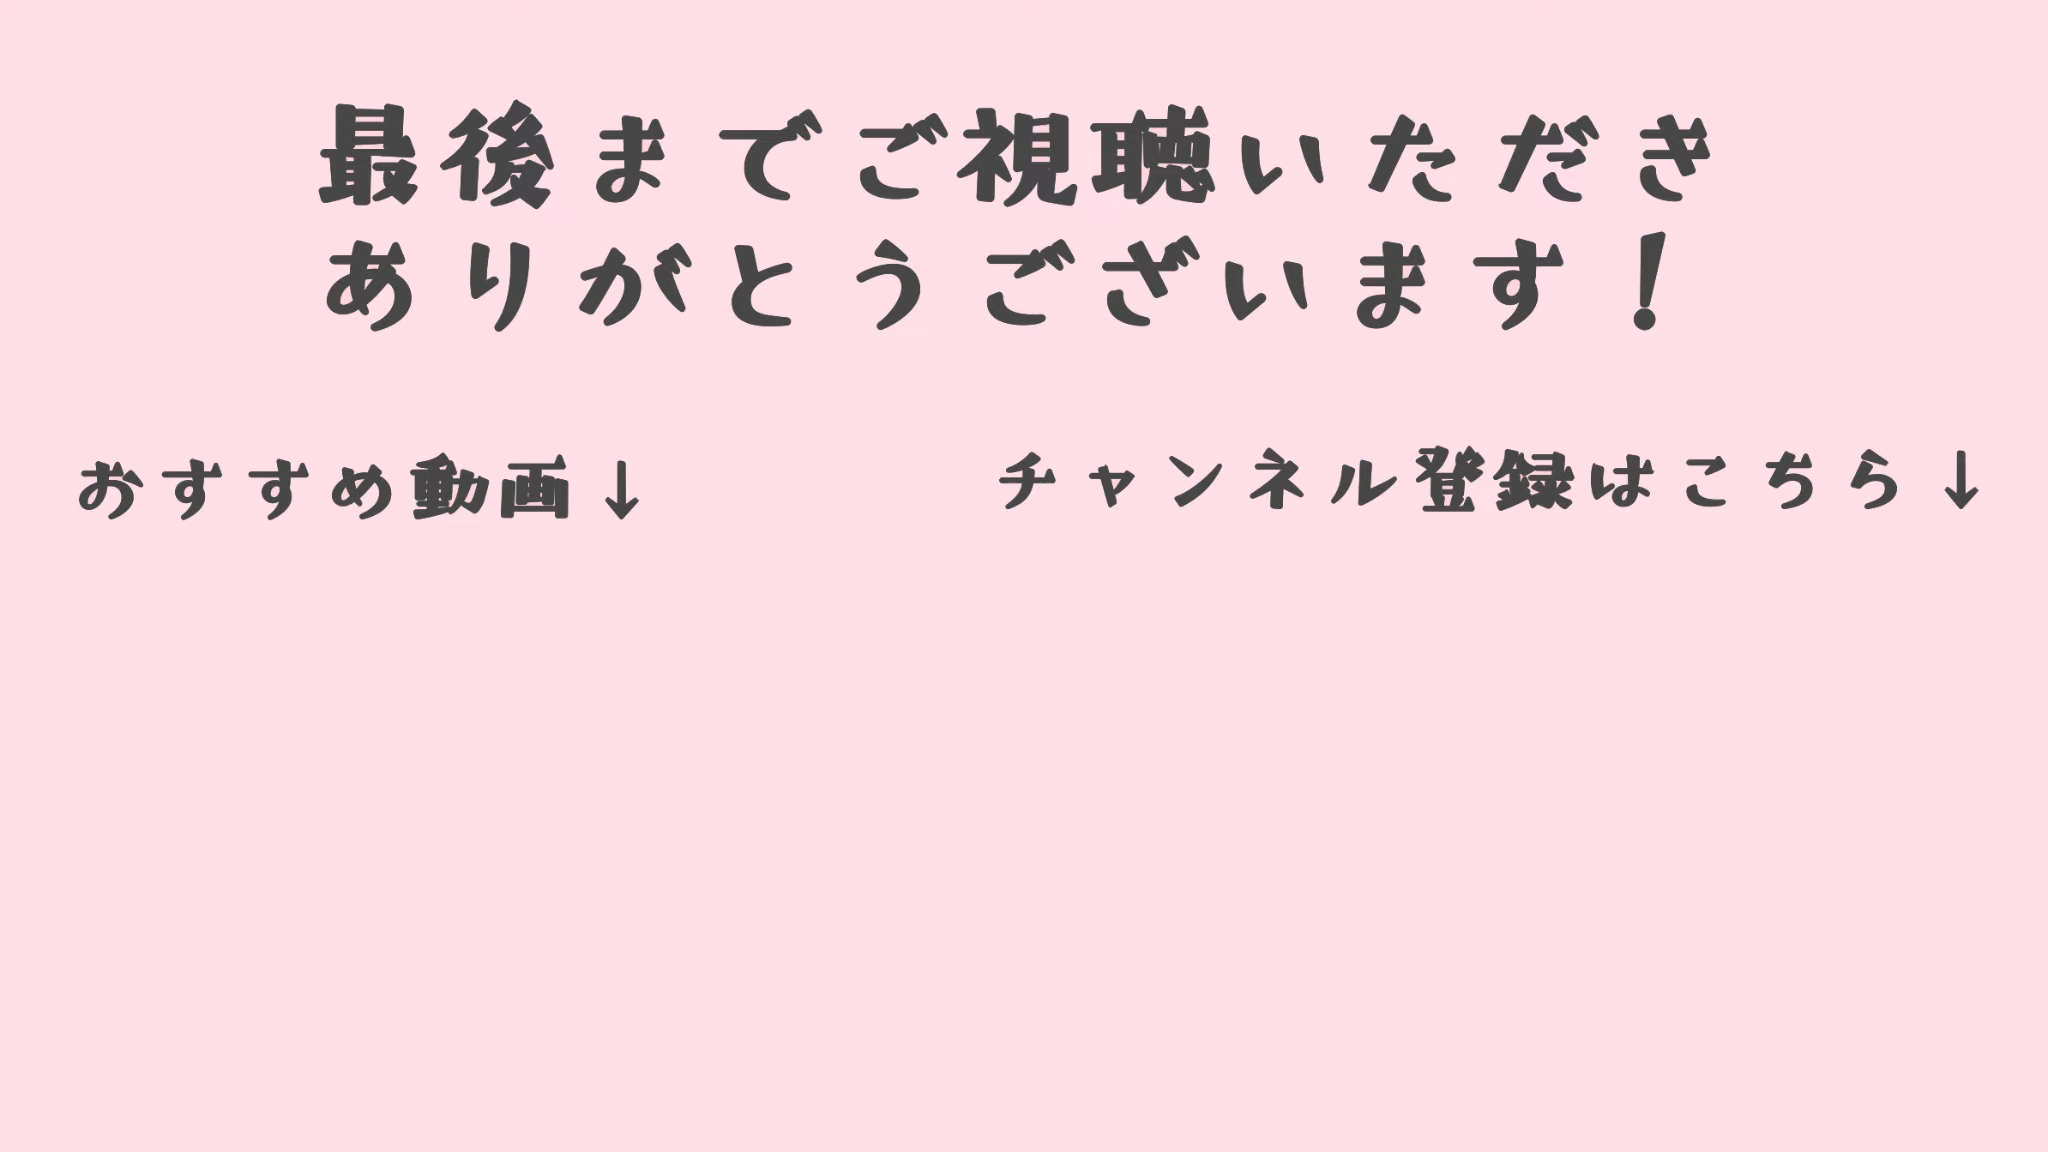 最後までご視聴いただき
ありがとうございます！
おすすめ動画↓
チャンネル登録はこちら↓